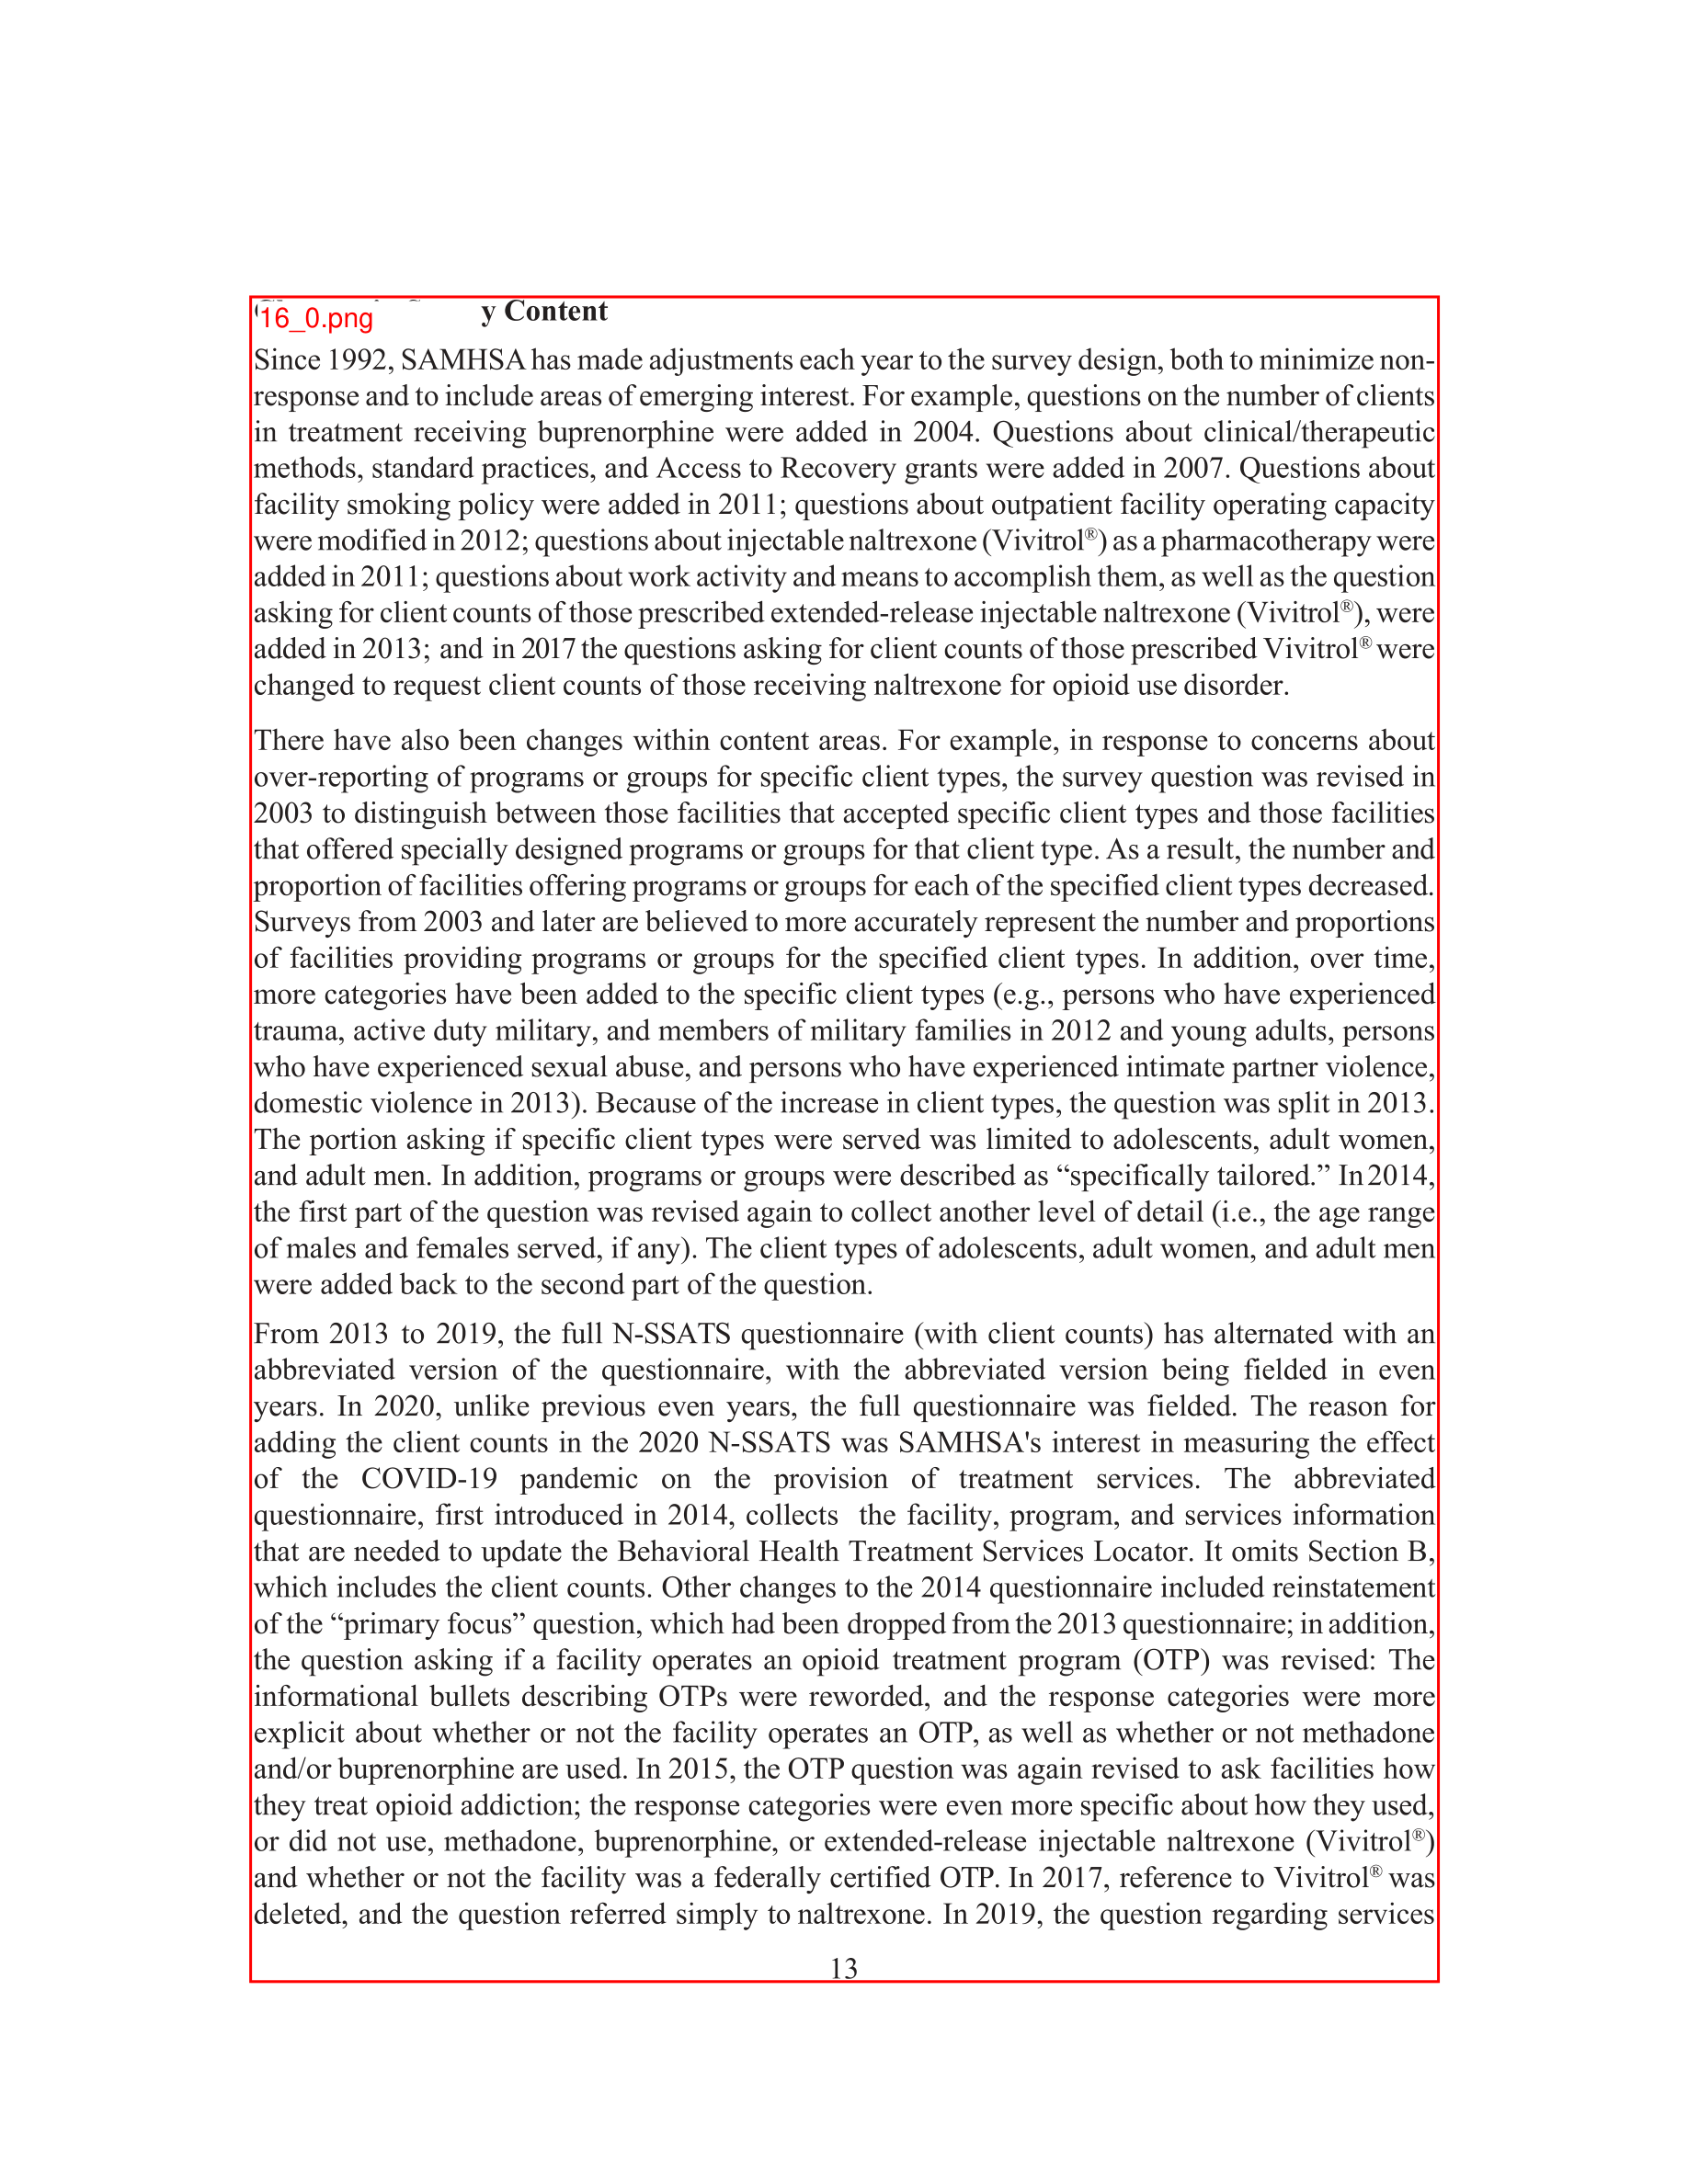 16_0.png
y Content
Since 1992, SAMHSA has made adjustments each year to the survey design, both to minimize non-
response and to include areas of emerging interest. For example, questions on the number of clients
in treatment receiving buprenorphine were added in 2004. Questions about clinical/therapeutic
methods, standard practices, and Access to Recovery grants were added in 2007. Questions about
facility smoking policy were added in 2011; questions about outpatient facility operating capacity
were modified in 2012; questions about injectable naltrexone (Vivitrol®) as a pharmacotherapy were
added in 2011; questions about work activity and means to accomplish them, as well as the question
asking for client counts of those prescribed extended-release injectable naltrexone (Vivitrol®), were
added in 2013; and in 2017 the questions asking for client counts of those prescribed Vivitrol® were
changed to request client counts of those receiving naltrexone for opioid use disorder.
There have also been changes within content areas. For example, in response to concerns about
over-reporting of programs or groups for specific client types, the survey question was revised in
2003 to distinguish between those facilities that accepted specific client types and those facilities
that offered specially designed programs or groups for that client type. As a result, the number and
proportion of facilities offering programs or groups for each of the specified client types decreased.
Surveys from 2003 and later are believed to more accurately represent the number and proportions
of facilities providing programs or groups for the specified client types. In addition, over time,
more categories have been added to the specific client types (e.g., persons who have experienced
trauma, active duty military, and members of military families in 2012 and young adults, persons
who have experienced sexual abuse, and persons who have experienced intimate partner violence,
domestic violence in 2013). Because of the increase in client types, the question was split in 2013.
The portion asking if specific client types were served was limited to adolescents, adult women,
and adult men. In addition, programs or groups were described as “specifically tailored.” In 2014,
the first part of the question was revised again to collect another level of detail (i.e., the age range
of males and females served, if any). The client types of adolescents, adult women, and adult men
were added back to the second part of the question.
From 2013 to 2019, the full N-SSATS questionnaire (with client counts) has alternated with an
abbreviated version of the questionnaire, with the abbreviated version being fielded in even
years. In 2020, unlike previous even years, the full questionnaire was fielded. The reason for
adding the client counts in the 2020 N-SSATS was SAMHSA's interest in measuring the effect
of the COVID-19 pandemic on the provision of treatment services. The abbreviated
questionnaire, first introduced in 2014, collects the facility, program, and services information
that are needed to update the Behavioral Health Treatment Services Locator. It omits Section B,
which includes the client counts. Other changes to the 2014 questionnaire included reinstatement
of the “primary focus” question, which had been dropped from the 2013 questionnaire; in addition,
the question asking if a facility operates an opioid treatment program (OTP) was revised: The
informational bullets describing OTPs were reworded, and the response categories were more
explicit about whether or not the facility operates an OTP, as well as whether or not methadone
and/or buprenorphine are used. In 2015, the OTP question was again revised to ask facilities how
they treat opioid addiction; the response categories were even more specific about how they used,
or did not use, methadone, buprenorphine, or extended-release injectable naltrexone (Vivitrol®)
and whether or not the facility was a federally certified OTP. In 2017, reference to Vivitrol® was
deleted, and the question referred simply to naltrexone. In 2019, the question regarding services
13